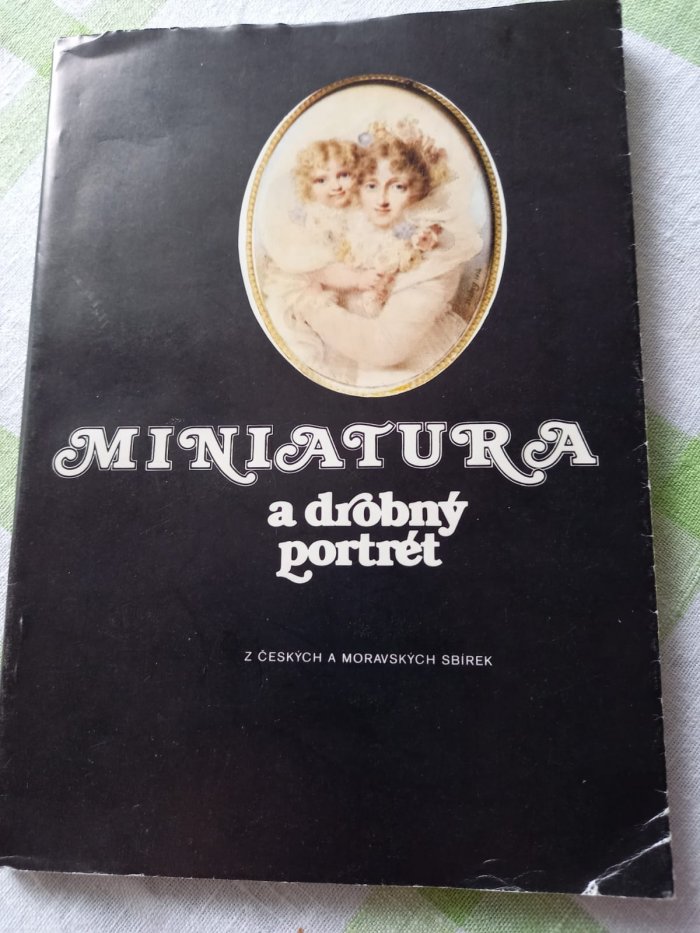 MINIATURA
a drobný
portrét
Z ČESKÝCH A MORAVSKÝCH SBÍREK